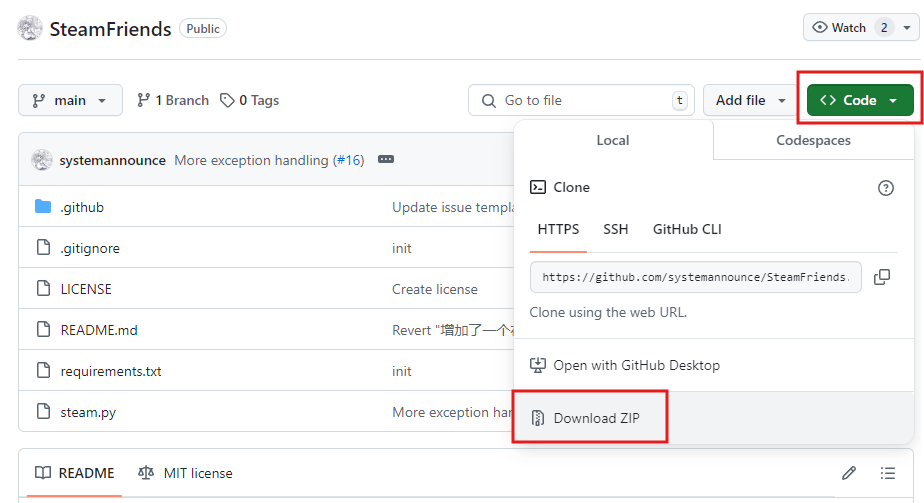 SteamFriends Public Watch 2
main 1 Branch 0 Tags Go to file t Add file <> Code
Local Codespaces
systemannounce More exception handling (#16)
Clone
.github Update issue templa
HTTPS SSH GitHub CLI
.gitignore init
https://github.com/systemannounce/SteamFriends.
LICENSE Create license
Clone using the web URL.
README.md Revert "增加了一个
Open with GitHub Desktop
requirements.txt init
steam.py More exception han
Download ZIP
README MIT license